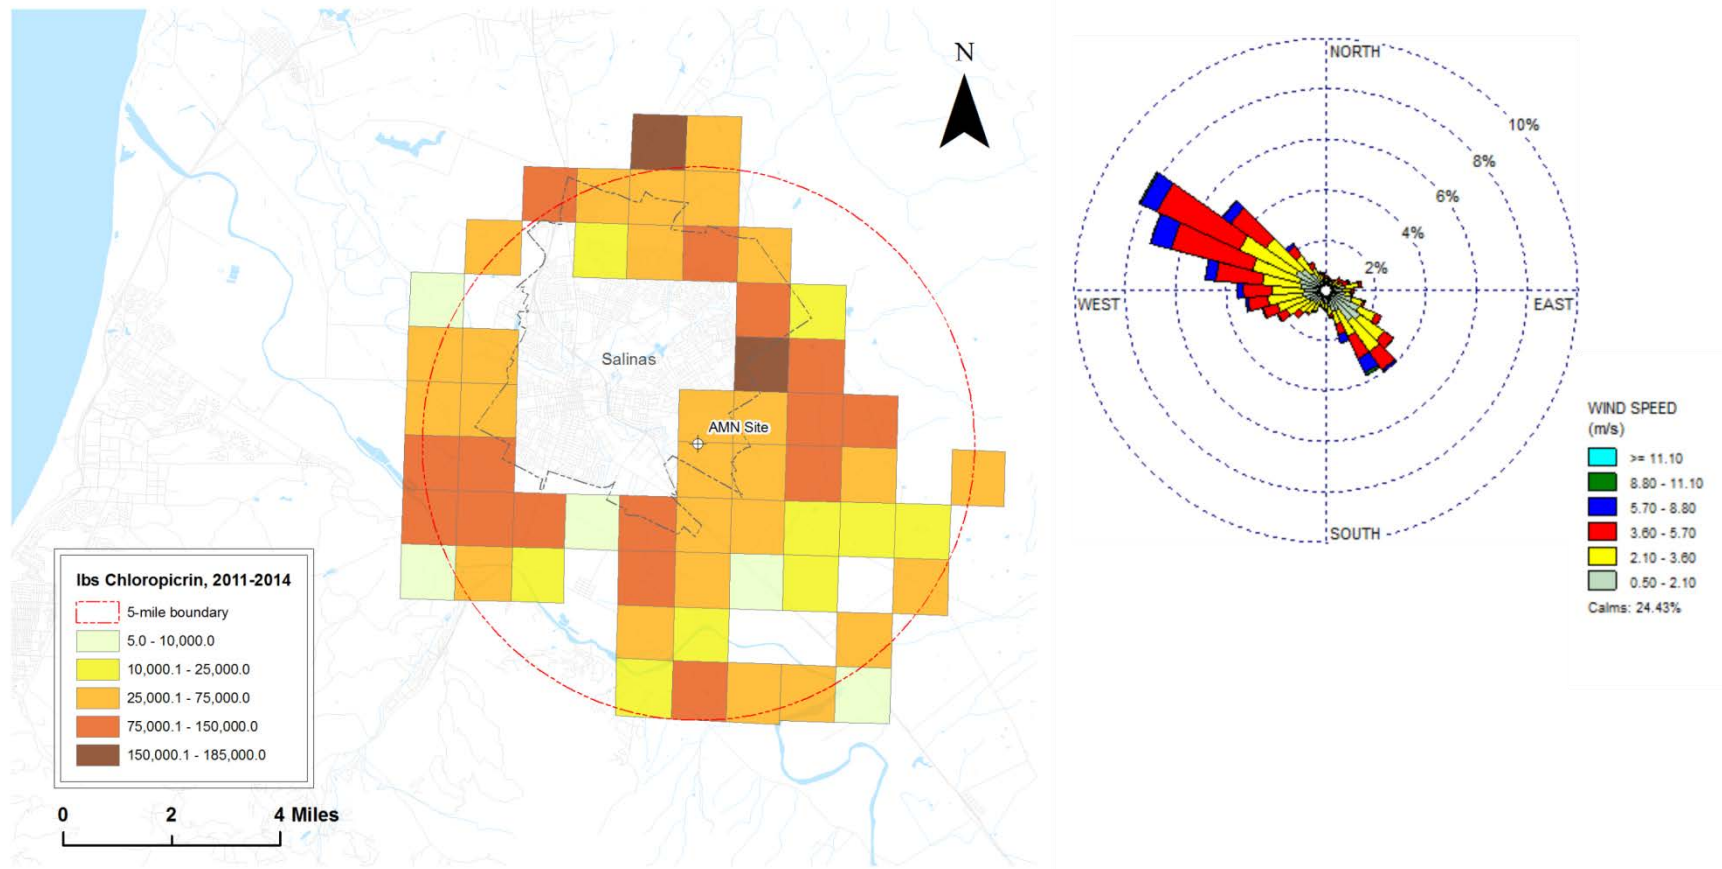 N
Salinas
AMN Site
lbs Chloropicrin, 2011-2014
5-mile boundary
5.0 - 10,000.0
10,000.1 - 25,000.0
25,000.1 - 75,000.0
75,000.1 - 150,000.0
150,000.1 - 185,000.0
0 2 4 Miles
NORTH
10%
8%
6%
4%
2%
WEST
EAST
SOUTH
WIND SPEED
(m/s)
>= 11.10
8.80 - 11.10
5.70 - 8.80
3.60 - 5.70
2.10 - 3.60
0.50 - 2.10
Calms: 24.43%